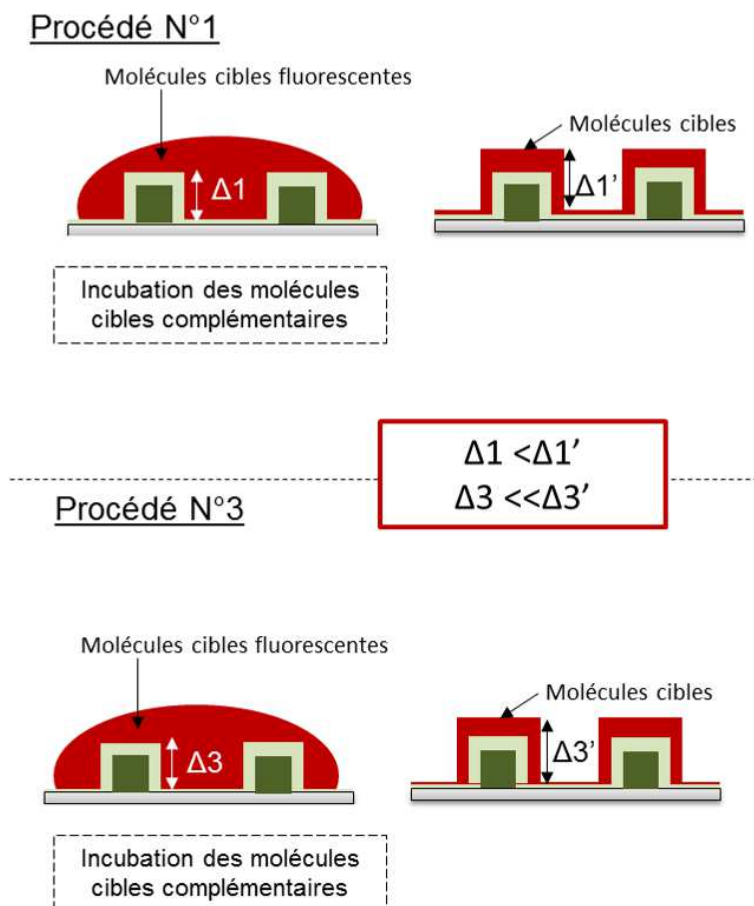 Procédé N°1
Molécules cibles fluorescentes
Molécules cibles
Δ1
Δ1'
Incubation des molécules
cibles complémentaires
Δ1 <Δ1'
Δ3 <<Δ3'
Procédé N°3
Molécules cibles fluorescentes
Molécules cibles
Δ3
Δ3'
Incubation des molécules
cibles complémentaires